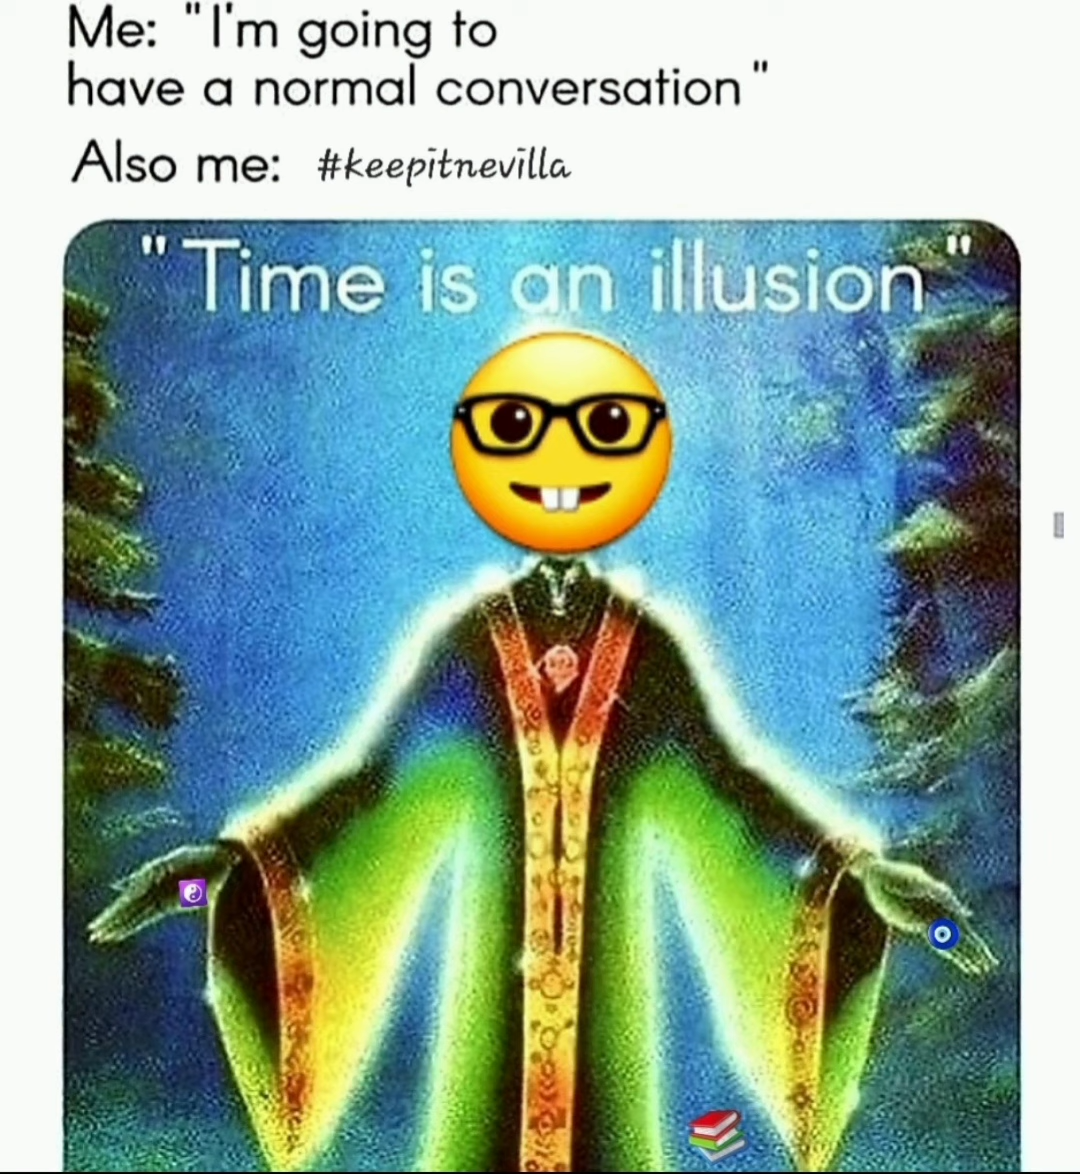 Me: "I'm going to
have a normal conversation"
Also me: #keepitnevilla
"Time is an illusion"